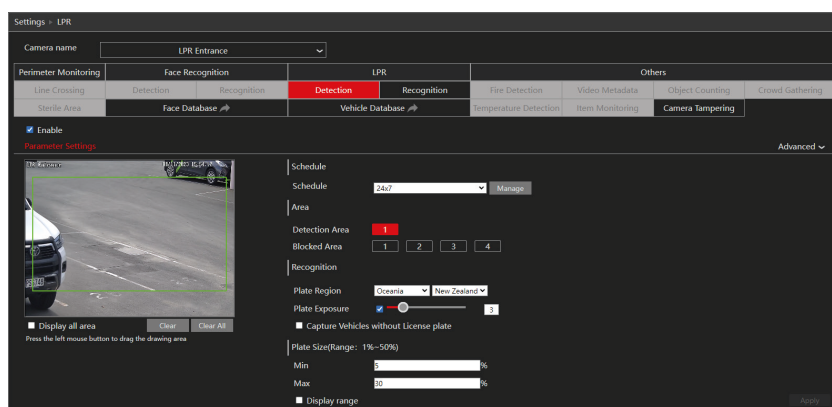 Settings ▸ LPR
Camera name LPR Entrance
Perimeter Monitoring Face Recognition LPR Others
Line Crossing Detection Recognition Detection Recognition Fire Detection Video Metadata Object Counting Crowd Gathering
Sterile Area Face Database Vehicle Database Temperature Detection Item Monitoring Camera Tampering
Enable
Parameter Settings Advanced
Schedule
Schedule 24x7 Manage
Area
Detection Area 1
Blocked Area 1 2 3 4
Recognition
Plate Region Oceania New Zealand
Plate Exposure 3
Display all area Clear Clear All
Capture Vehicles without License plate
Press the left mouse button to drag the drawing area
Plate Size(Range: 1%~50%)
Min 5 %
Max 30 %
Display range Apply